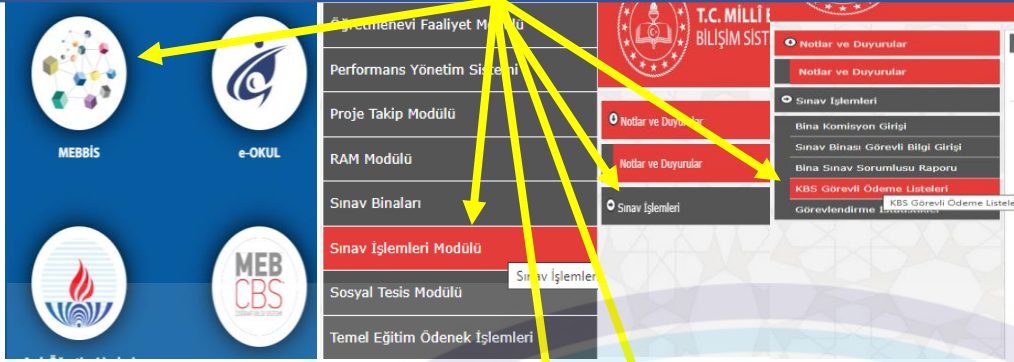 MEBBİS
e-OKUL
MEB
CBS
Öğretmenevi Faaliyet Modülü
Performans Yönetim Sistemi
Proje Takip Modülü
RAM Modülü
Sınav Binaları
Sınav İşlemleri Modülü
Sınav İşlemler
Sosyal Tesis Modülü
Temel Eğitim Ödenek İşlemleri
T.C. MİLLÎ E
BİLİŞİM SİST
Notlar ve Duyurular
Notlar ve Duyurular
Sınav İşlemleri
Notlar ve Duyurular
Notlar ve Duyurular
Sınav İşlemleri
Bina Komisyon Girişi
Sınav Binası Görevli Bilgi Girişi
Bina Sınav Sorumlusu Raporu
KBS Görevli Ödeme Listeleri
KBS Görevli Ödeme Listele
Görevlendirme İstatistikler